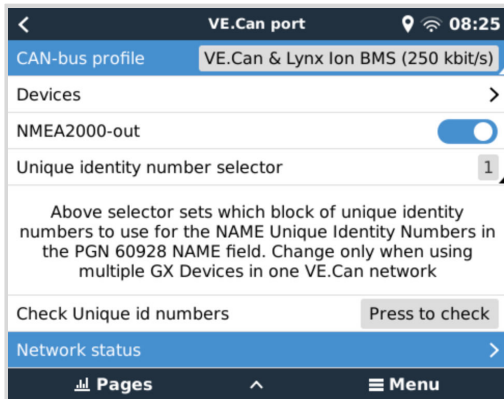 VE.Can port 08:25
CAN-bus profile VE.Can & Lynx Ion BMS (250 kbit/s)
Devices
NMEA2000-out
Unique identity number selector 1
Above selector sets which block of unique identity
numbers to use for the NAME Unique Identity Numbers in
the PGN 60928 NAME field. Change only when using
multiple GX Devices in one VE.Can network
Check Unique id numbers Press to check
Network status
Pages Menu